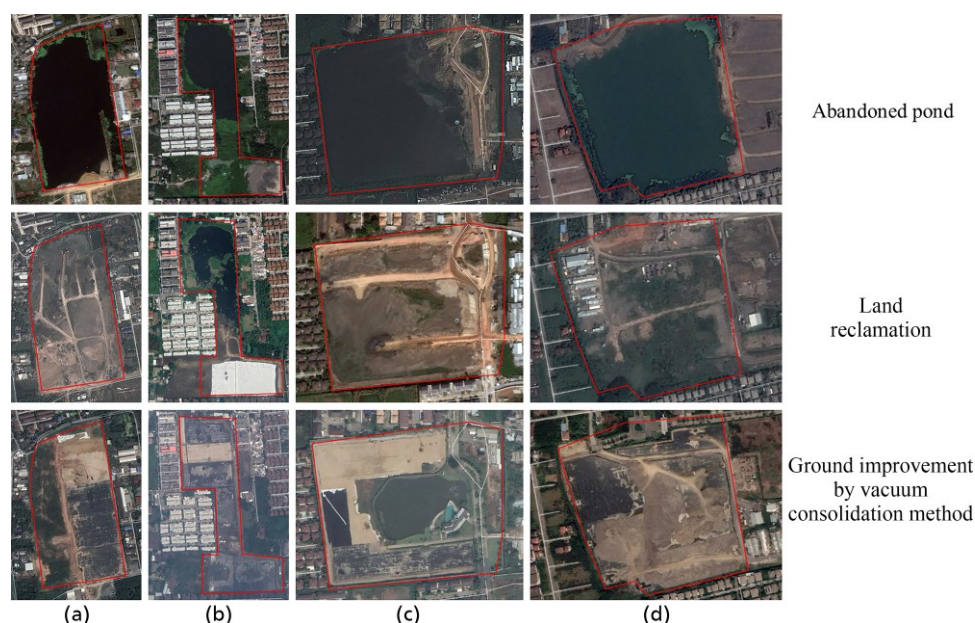 Abandoned pond
Land
reclamation
Ground improvement
by vacuum
consolidation method
(a)
(b)
(c)
(d)